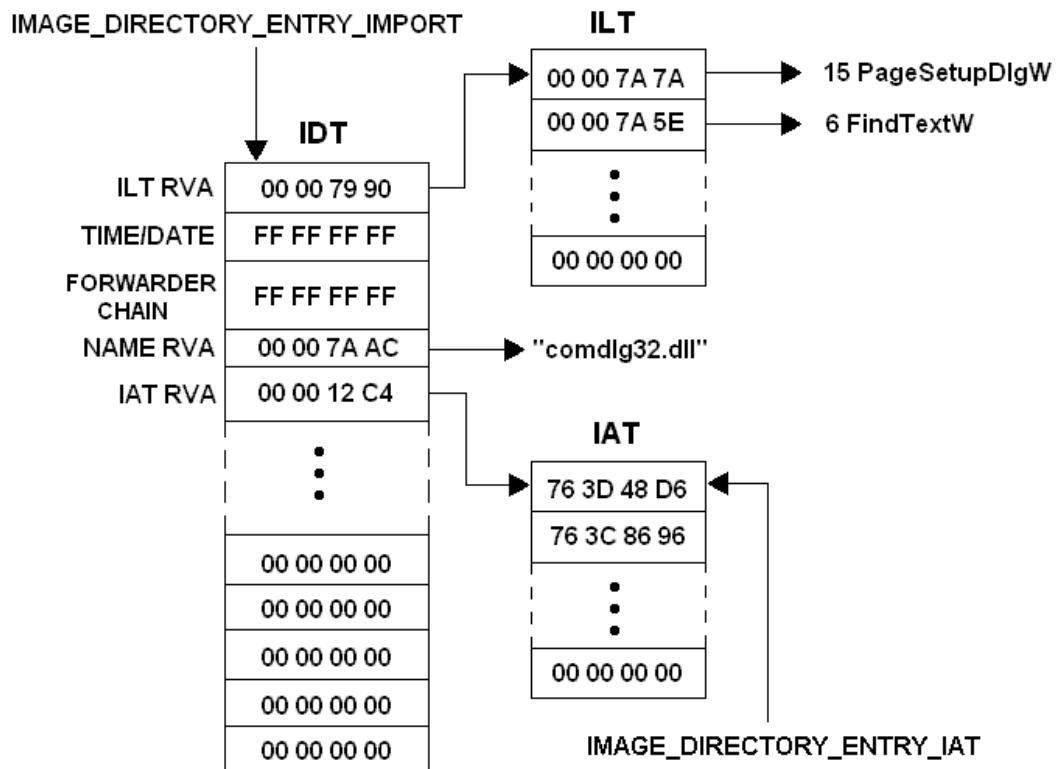 IMAGE_DIRECTORY_ENTRY_IMPORT
ILT
00 00 7A 7A
15 PageSetupDlgW
00 00 7A 5E
6 FindTextW
00 00 00 00
IDT
ILT RVA
00 00 79 90
TIME/DATE
FF FF FF FF
FORWARDER
CHAIN
FF FF FF FF
NAME RVA
00 00 7A AC
"comdlg32.dll"
IAT RVA
00 00 12 C4
00 00 00 00
00 00 00 00
00 00 00 00
00 00 00 00
00 00 00 00
IAT
76 3D 48 D6
76 3C 86 96
00 00 00 00
IMAGE_DIRECTORY_ENTRY_IAT